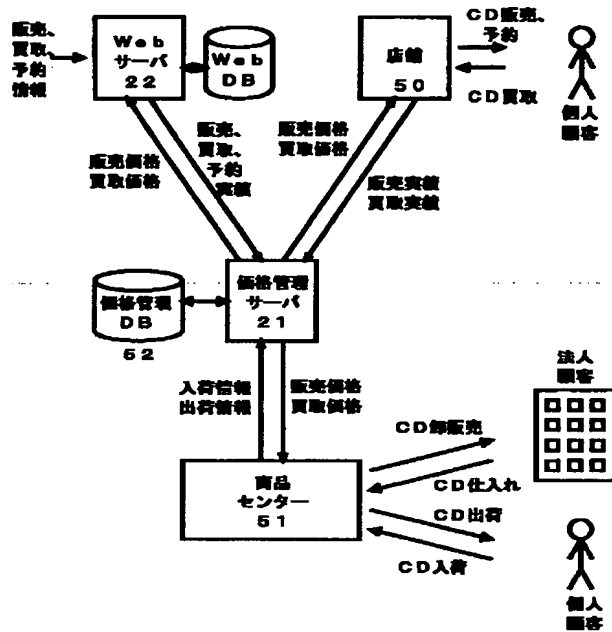 販売、
買取、
予約
情報
Web
サーバ
22
Web
DB
店舗
50
CD販売、
予約
CD買取
個人
顧客
販売価格
買取価格
販売、
買取、
予約
実績
販売価格
買取価格
販売実績
買取実績
価格管理
DB
52
価格管理
サーバ
21
入荷情報
出荷情報
販売価格
買取価格
法人
顧客
商品
センター
51
CD卸販売
CD仕入れ
CD出荷
CD入荷
個人
顧客